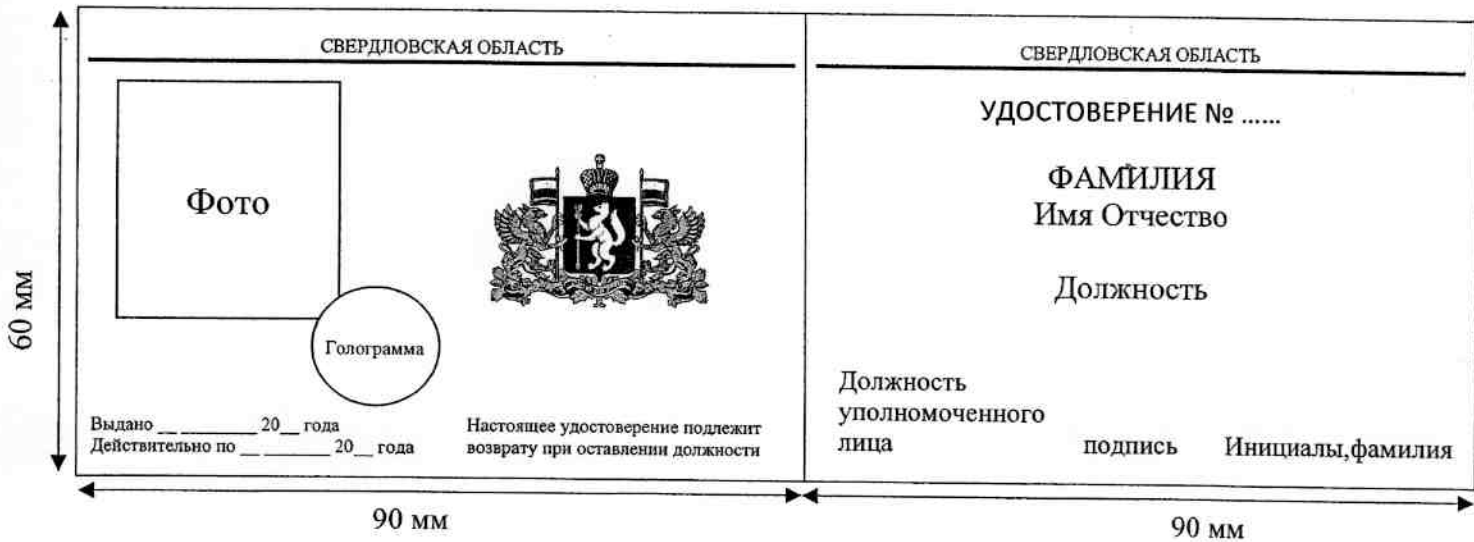 60 мм
СВЕРДЛОВСКАЯ ОБЛАСТЬ
Фото
Голограмма
Выдано __ ________ 20__ года
Действительно по __ _______ 20__ года
Настоящее удостоверение подлежит
возврату при оставлении должности
90 мм
СВЕРДЛОВСКАЯ ОБЛАСТЬ
УДОСТОВЕРЕНИЕ № ......
ФАМИЛИЯ
Имя Отчество
Должность
Должность
уполномоченного
лица
подпись
Инициалы,фамилия
90 мм